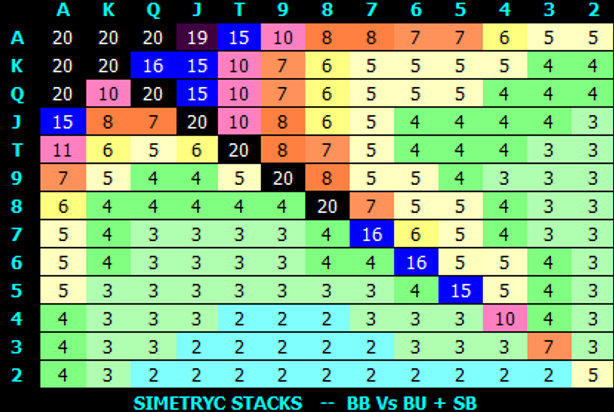 A K Q J T 9 8 7 6 5 4 3 2
A 20 20 20 19 15 10 8 8 7 7 6 5 5
K 20 20 16 15 10 7 6 5 5 5 5 4 4
Q 20 10 20 15 10 7 6 5 5 5 4 4 4
J 15 8 7 20 10 8 6 5 4 4 4 4 3
T 11 6 5 6 20 8 7 5 4 4 4 3 3
9 7 5 4 4 5 20 8 5 5 4 3 3 3
8 6 4 4 4 4 4 20 7 5 5 4 3 3
7 5 4 3 3 3 3 4 16 6 5 4 3 3
6 5 4 3 3 3 3 4 4 16 5 5 4 3
5 5 3 3 3 3 3 3 3 4 15 5 4 3
4 4 3 3 3 2 2 2 3 3 3 10 4 3
3 4 3 3 2 2 2 2 2 3 3 3 7 3
2 4 3 2 2 2 2 2 2 2 2 2 2 5
SIMETRYC STACKS -- BB Vs BU + SB